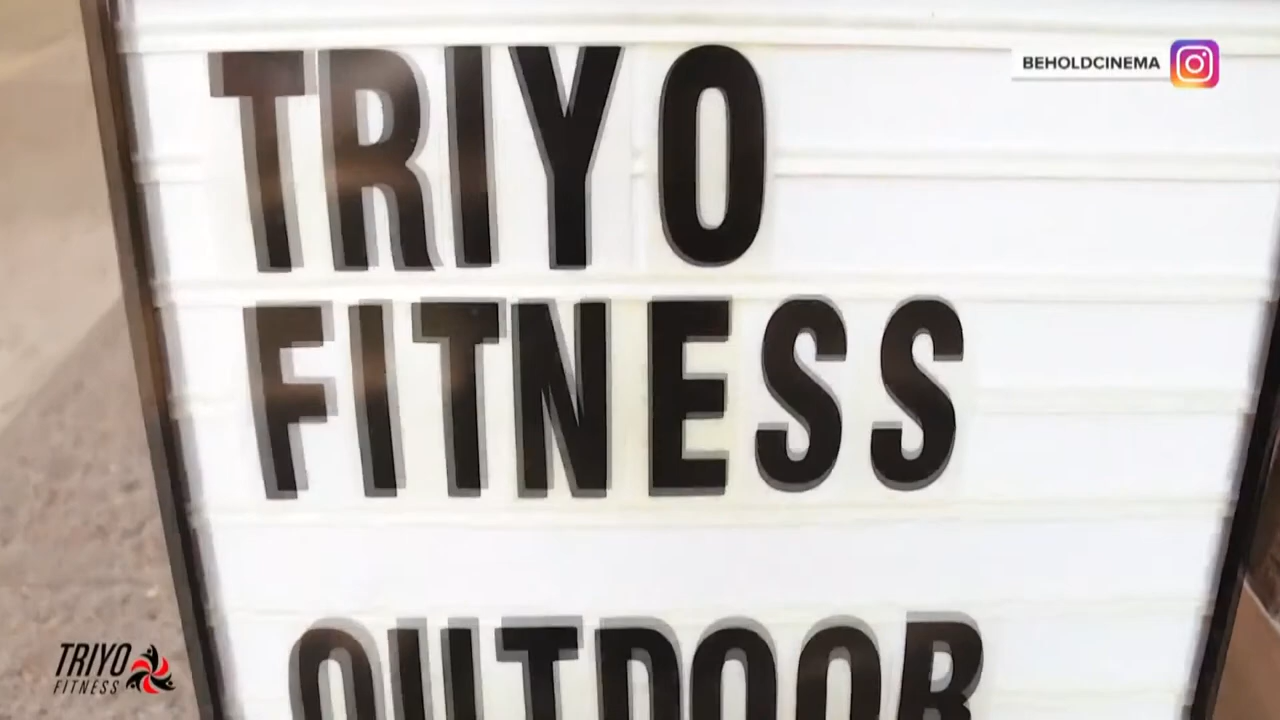 BEHOLDCINEMA
TRIYO
FITNESS
OUTDOOR
TRIYO
FITNESS